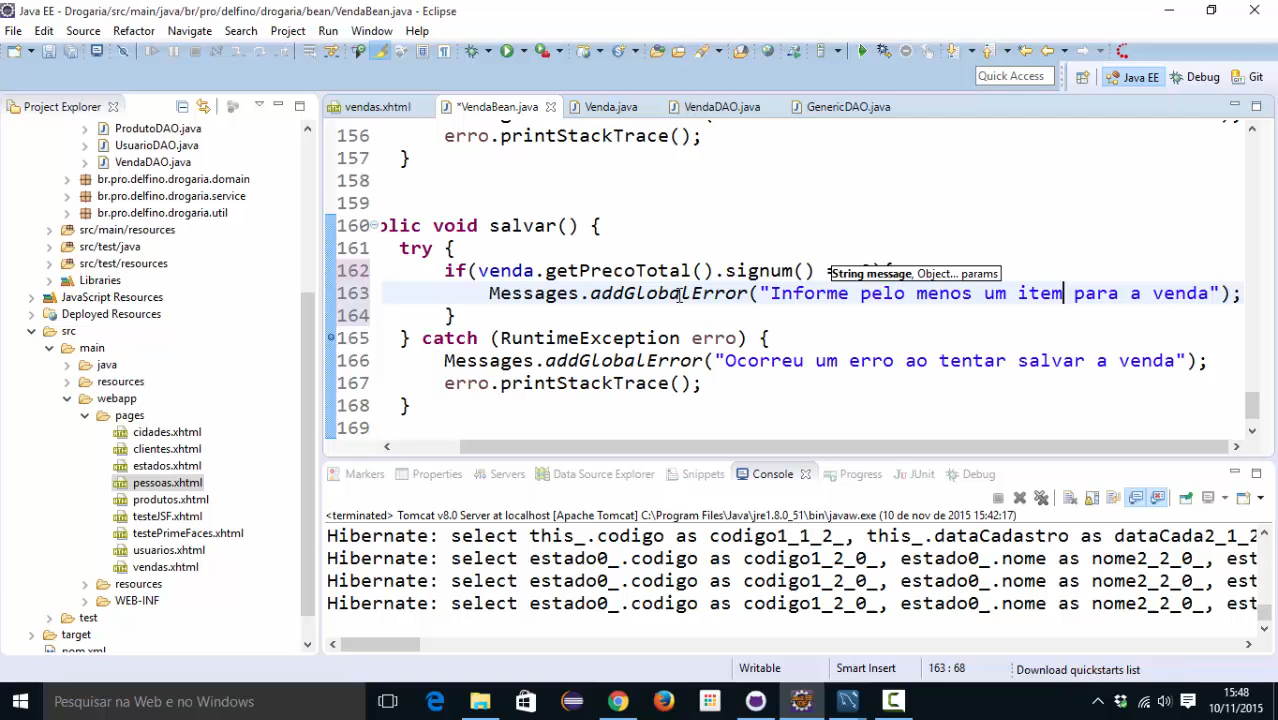 Java EE - Drogaria/src/main/java/br/pro/delfino/drogaria/bean/VendaBean.java - Eclipse
File Edit Source Refactor Navigate Search Project Run Window Help
Quick Access Java EE Debug Git
Project Explorer
vendas.xhtml *VendaBean.java Venda.java VendaDAO.java GenericDAO.java
ProdutoDAO.java
UsuarioDAO.java
VendaDAO.java
br.pro.delfino.drogaria.domain
br.pro.delfino.drogaria.service
br.pro.delfino.drogaria.util
src/main/resources
src/test/java
src/test/resources
Libraries
JavaScript Resources
Deployed Resources
src
main
java
resources
webapp
pages
cidades.xhtml
clientes.xhtml
estados.xhtml
pessoas.xhtml
produtos.xhtml
testeJSF.xhtml
testePrimeFaces.xhtml
usuarios.xhtml
vendas.xhtml
resources
WEB-INF
test
target
pom.xml
156 erro.printStackTrace();
157 }
158
159
160 blic void salvar() {
161 try {
162 if(venda.getPrecoTotal().signum() =
String message, Object... params
163 Messages.addGlobalError("Informe pelo menos um item para a venda");
164 }
165 } catch (RuntimeException erro) {
166 Messages.addGlobalError("Ocorreu um erro ao tentar salvar a venda");
167 erro.printStackTrace();
168 }
169
Markers Properties Servers Data Source Explorer Snippets Console Progress JUnit Debug
<terminated> Tomcat v8.0 Server at localhost [Apache Tomcat] C:\Program Files\Java\jre1.8.0_51\bin\javaw.exe (10 de nov de 2015 15:42:17)
Hibernate: select this_.codigo as codigo1_1_2_, this_.dataCadastro as dataCada2_1_2
Hibernate: select estado0_.codigo as codigo1_2_0_, estado0_.nome as nome2_2_0_, est
Hibernate: select estado0_.codigo as codigo1_2_0_, estado0_.nome as nome2_2_0_, est
Hibernate: select estado0_.codigo as codigo1_2_0_, estado0_.nome as nome2_2_0_, est
Writable Smart Insert 163 : 68 Download quickstarts list
Pesquisar na Web e no Windows
15:48
10/11/2015